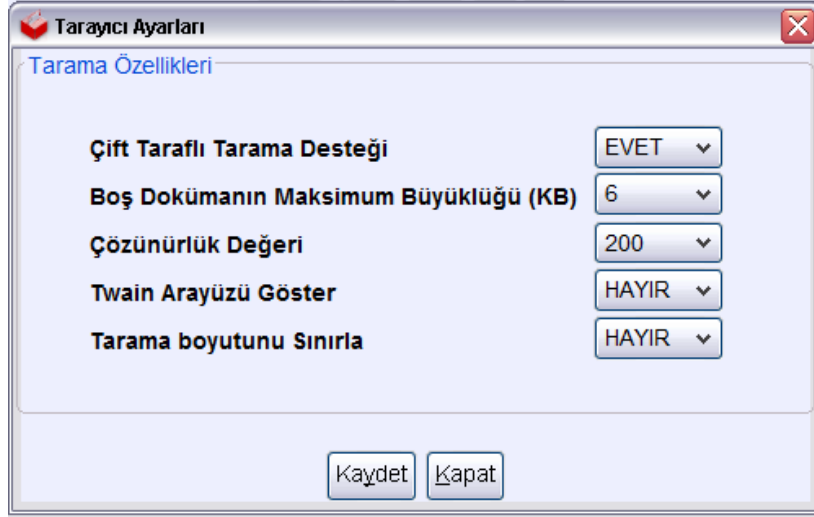 Tarayıcı Ayarları
Tarama Özellikleri
Çift Taraflı Tarama Desteği EVET
Boş Dokümanın Maksimum Büyüklüğü (KB) 6
Çözünürlük Değeri 200
Twain Arayüzü Göster HAYIR
Tarama boyutunu Sınırla HAYIR
Kaydet Kapat